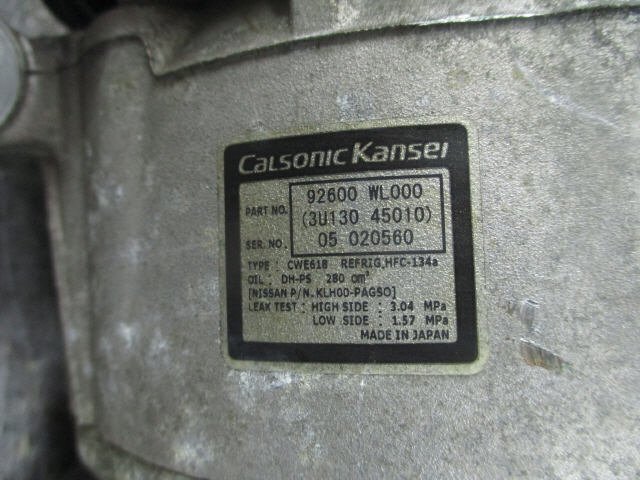 CALSONIC KANSEI
PART NO. 92600 WL000
(3U130 45010)
SER. NO. 05 020560
TYPE : CWE618 REFRIG,HFC-134a
OIL : DH-PS 280 cm³
[NISSAN P/N. KLH00-PAGS0]
LEAK TEST : HIGH SIDE : 3.04 MPa
LOW SIDE : 1.57 MPa
MADE IN JAPAN